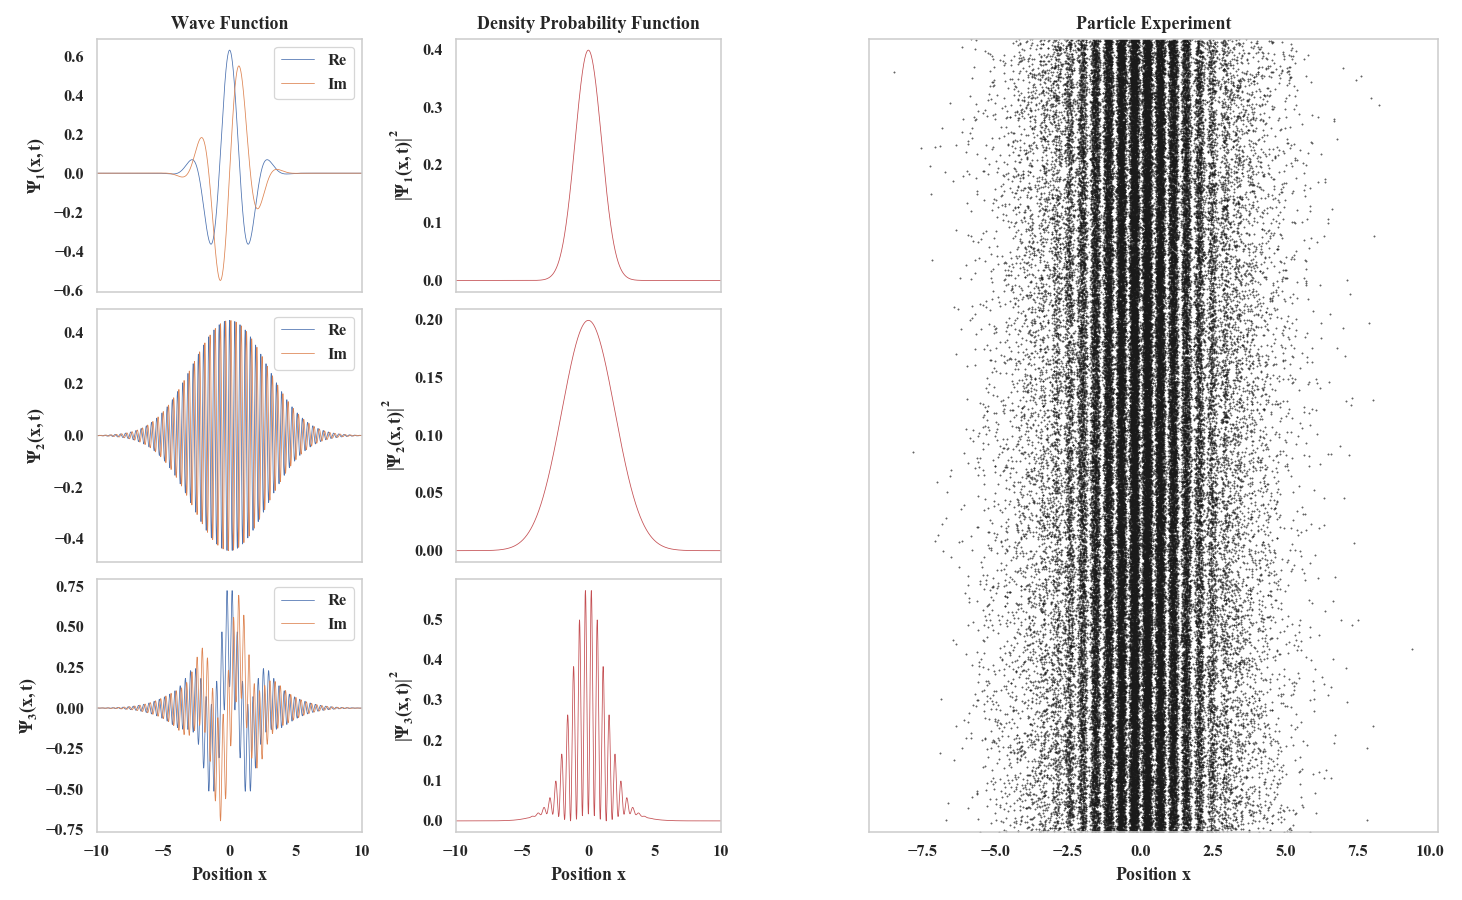 Wave Function
Density Probability Function
Particle Experiment
Ψ1(x, t)
0.6
0.4
0.2
0.0
−0.2
−0.4
−0.6
Re
Im
|Ψ1(x, t)|²
0.4
0.3
0.2
0.1
0.0
Ψ2(x, t)
0.4
0.2
0.0
−0.2
−0.4
Re
Im
|Ψ2(x, t)|²
0.20
0.15
0.10
0.05
0.00
Ψ3(x, t)
0.75
0.50
0.25
0.00
−0.25
−0.50
−0.75
Re
Im
−10 −5 0 5 10
Position x
|Ψ3(x, t)|²
0.5
0.4
0.3
0.2
0.1
0.0
−10 −5 0 5 10
Position x
−7.5 −5.0 −2.5 0.0 2.5 5.0 7.5 10.0
Position x